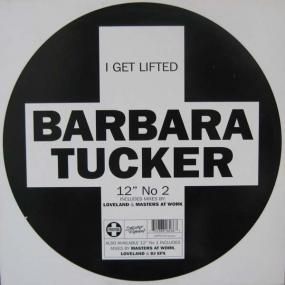 I GET LIFTED
BARBARA
TUCKER
12" No 2
INCLUDES MIXES BY:
LOVELAND & MASTERS AT WORK
ALSO AVAILABLE 12" No 1 INCLUDES
MIXES BY MASTERS AT WORK,
LOVELAND & DJ EFX